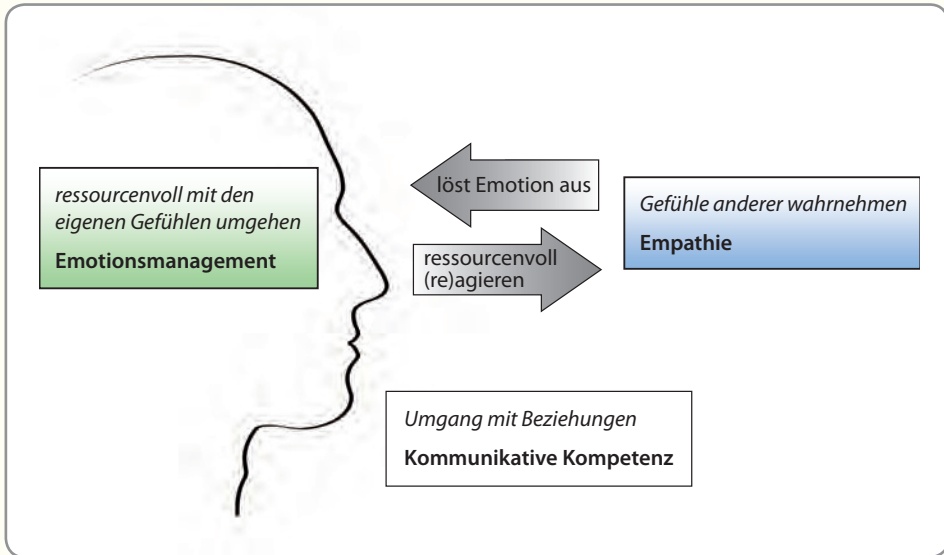 ressourcenvoll mit den
eigenen Gefühlen umgehen
Emotionsmanagement
löst Emotion aus
ressourcenvoll
(re)agieren
Gefühle anderer wahrnehmen
Empathie
Umgang mit Beziehungen
Kommunikative Kompetenz